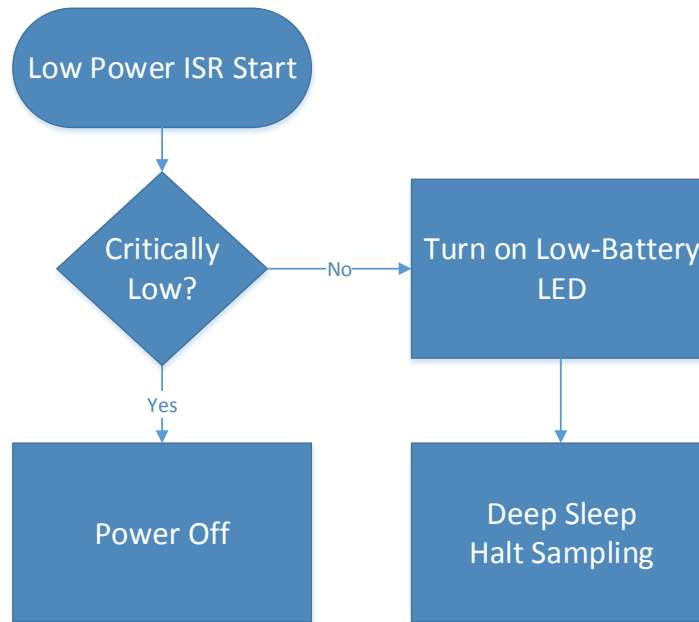 Low Power ISR Start
Critically
Low?
No
Turn on Low-Battery
LED
Yes
Power Off
Deep Sleep
Halt Sampling